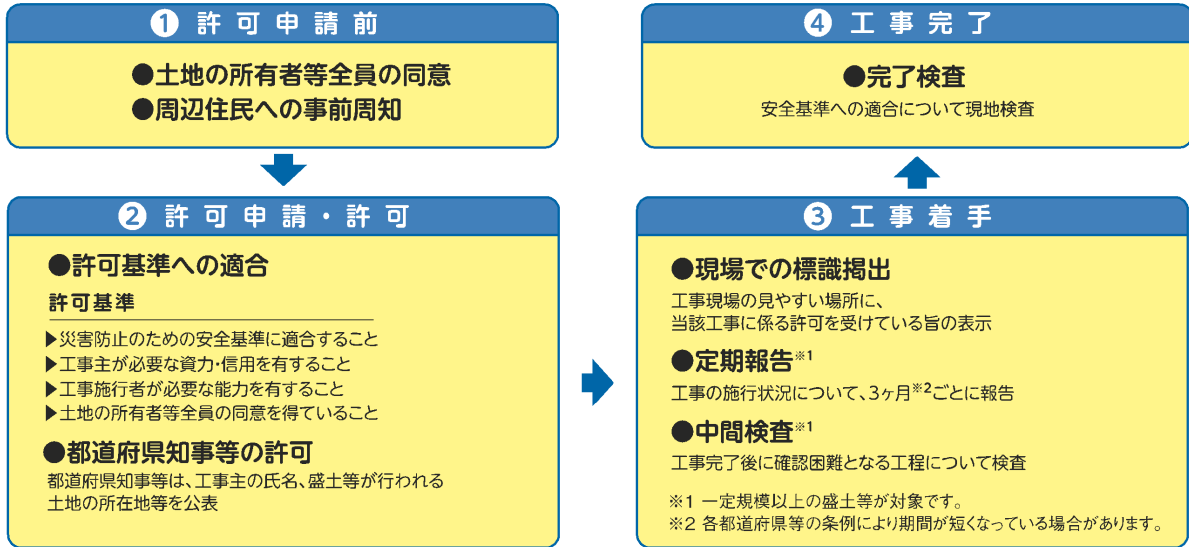 ❶ 許可申請前
●土地の所有者等全員の同意
●周辺住民への事前周知
❷ 許可申請・許可
●許可基準への適合
許可基準
▶災害防止のための安全基準に適合すること
▶工事主が必要な資力・信用を有すること
▶工事施行者が必要な能力を有すること
▶土地の所有者等全員の同意を得ていること
●都道府県知事等の許可
都道府県知事等は、工事主の氏名、盛土等が行われる
土地の所在地等を公表
❸ 工事着手
●現場での標識掲出
工事現場の見やすい場所に、
当該工事に係る許可を受けている旨の表示
●定期報告※1
工事の施行状況について、3ヶ月※2ごとに報告
●中間検査※1
工事完了後に確認困難となる工程について検査
※1 一定規模以上の盛土等が対象です。
※2 各都道府県等の条例により期間が短くなっている場合があります。
❹ 工事完了
●完了検査
安全基準への適合について現地検査